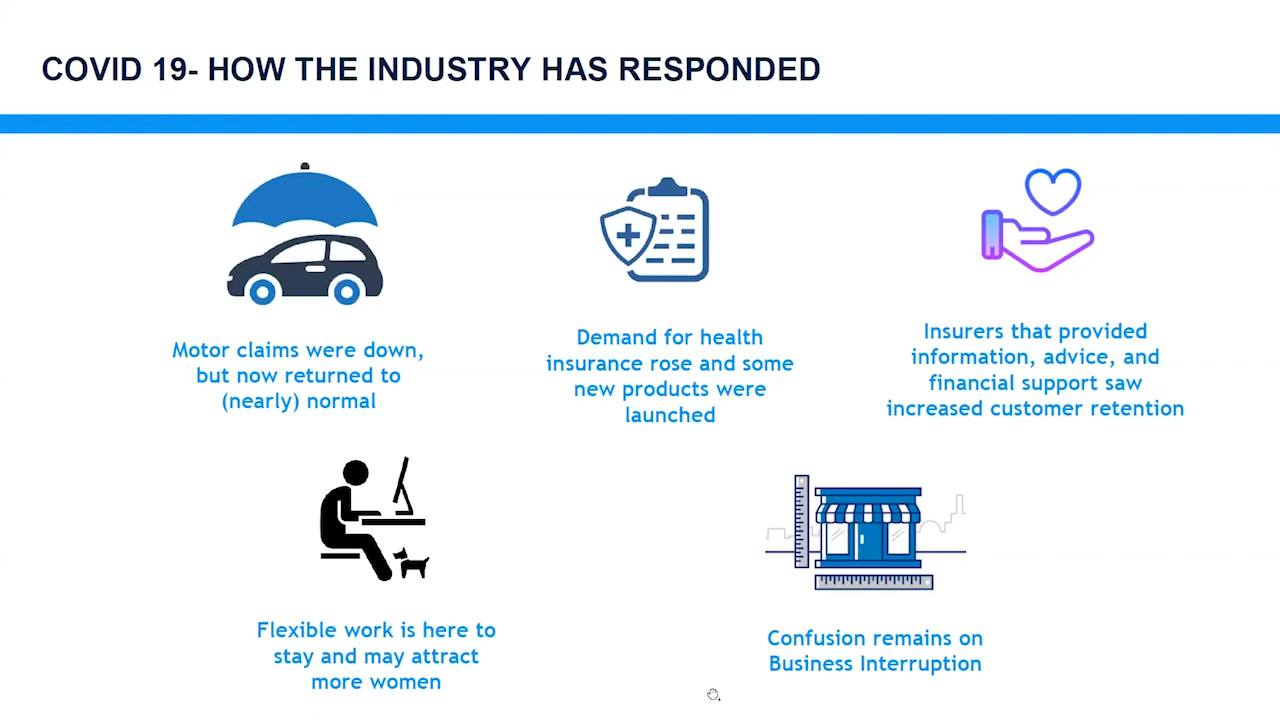 COVID 19- HOW THE INDUSTRY HAS RESPONDED
Motor claims were down,
but now returned to
(nearly) normal
Demand for health
insurance rose and some
new products were
launched
Insurers that provided
information, advice, and
financial support saw
increased customer retention
Flexible work is here to
stay and may attract
more women
Confusion remains on
Business Interruption